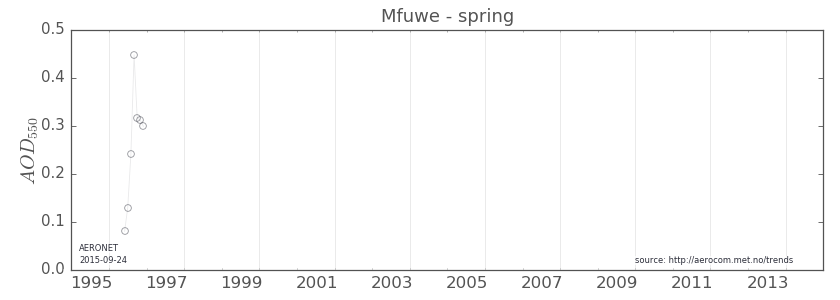 Mfuwe - spring
0.5
0.4
0.3
0.2
0.1
0.0
AOD550
AERONET
2015-09-24
source: http://aerocom.met.no/trends
1995 1997 1999 2001 2003 2005 2007 2009 2011 2013